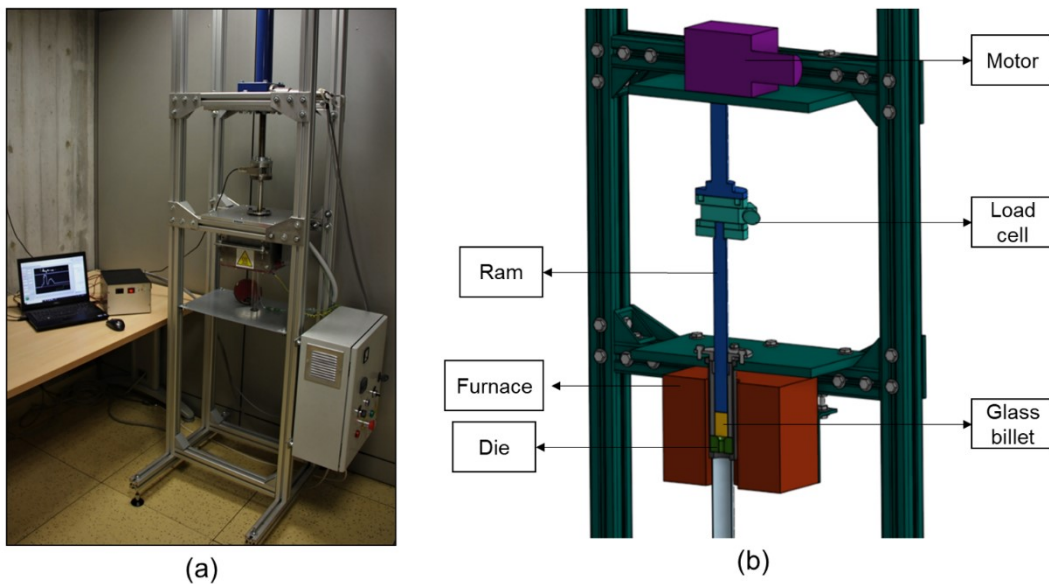 Motor
Load
cell
Ram
Furnace
Glass
billet
Die
(a)
(b)